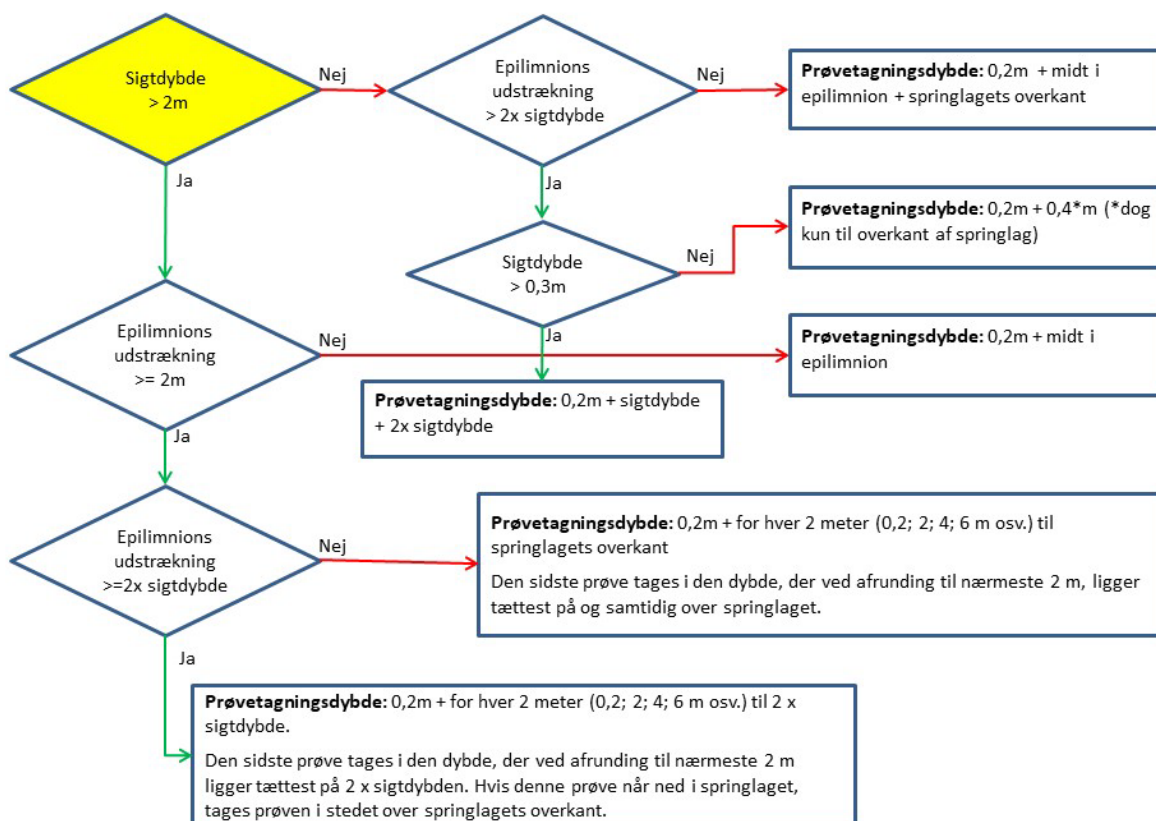 Sigtdybde
> 2m
Nej
Epilimnions
udstrækning
> 2x sigtdybde
Nej
Prøvetagningsdybde: 0,2m + midt i
epilimnion + springlagets overkant
Ja
Ja
Sigtdybde
> 0,3m
Nej
Prøvetagningsdybde: 0,2m + 0,4*m (*dog
kun til overkant af springlag)
Epilimnions
udstrækning
>= 2m
Nej
Ja
Prøvetagningsdybde: 0,2m + midt i
epilimnion
Prøvetagningsdybde: 0,2m + sigtdybde
+ 2x sigtdybde
Ja
Epilimnions
udstrækning
>=2x sigtdybde
Nej
Prøvetagningsdybde: 0,2m + for hver 2 meter (0,2; 2; 4; 6 m osv.) til
springlagets overkant
Den sidste prøve tages i den dybde, der ved afrunding til nærmeste 2 m, ligger
tættest på og samtidig over springlaget.
Ja
Prøvetagningsdybde: 0,2m + for hver 2 meter (0,2; 2; 4; 6 m osv.) til 2 x
sigtdybde.
Den sidste prøve tages i den dybde, der ved afrunding til nærmeste 2 m
ligger tættest på 2 x sigtdybden. Hvis denne prøve når ned i springlaget,
tages prøven i stedet over springlagets overkant.